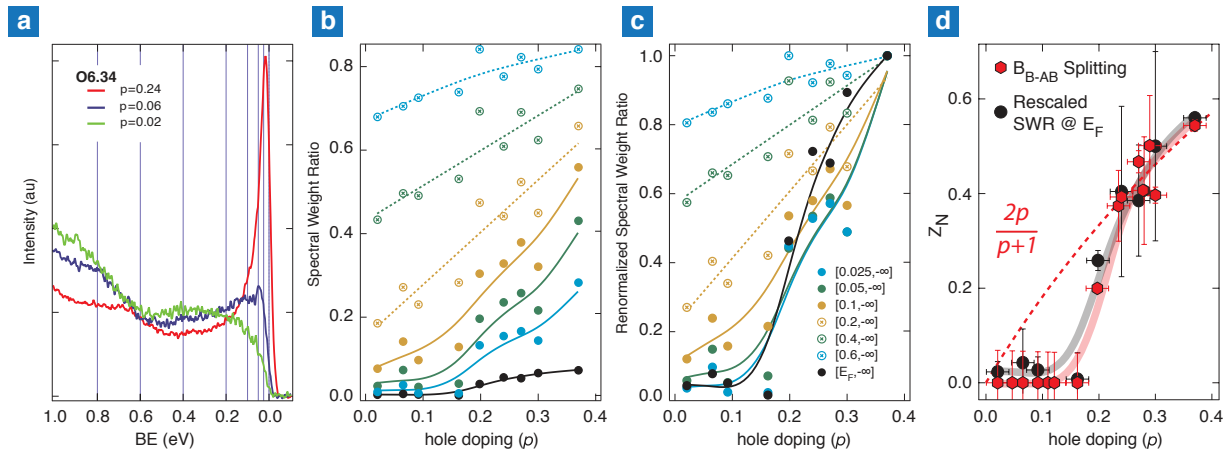 a
O6.34
p=0.24
p=0.06
p=0.02
Intensity (au)
1.0 0.8 0.6 0.4 0.2 0.0
BE (eV)
b
Spectral Weight Ratio
0.8
0.6
0.4
0.2
0.0
0.0 0.1 0.2 0.3 0.4
hole doping (p)
c
Renormalized Spectral Weight Ratio
1.0
0.8
0.6
0.4
0.2
0.0
[0.025,-∞]
[0.05,-∞]
[0.1,-∞]
[0.2,-∞]
[0.4,-∞]
[0.6,-∞]
[E_F,-∞]
0.0 0.1 0.2 0.3 0.4
hole doping (p)
d
B_B-AB Splitting
Rescaled
SWR @ E_F
Z_N
0.6
0.4
0.2
0.0
2p
p+1
0.0 0.1 0.2 0.3 0.4
hole doping (p)